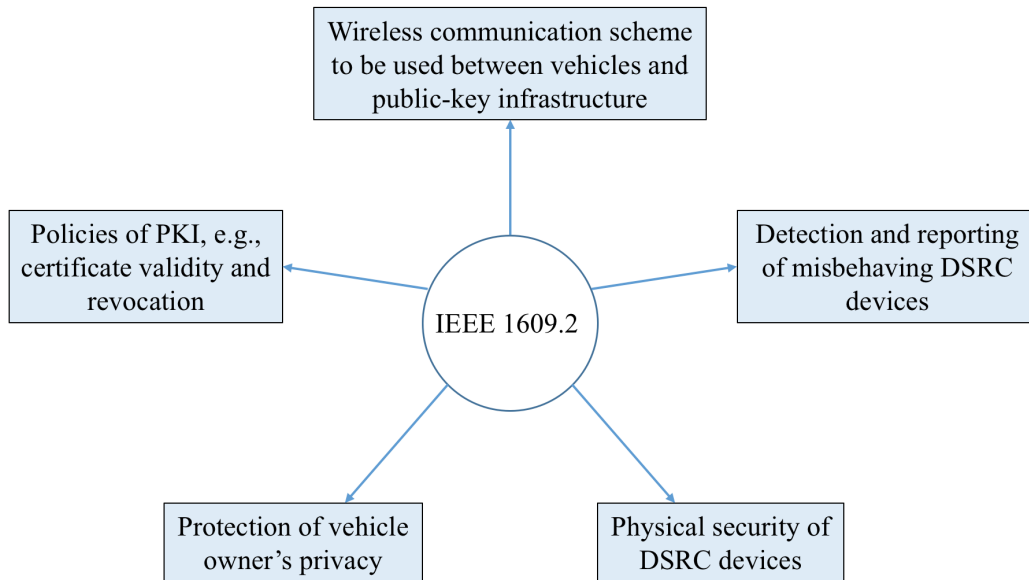 Wireless communication scheme
to be used between vehicles and
public-key infrastructure
Policies of PKI, e.g.,
certificate validity and
revocation
Detection and reporting
of misbehaving DSRC
devices
IEEE 1609.2
Protection of vehicle
owner’s privacy
Physical security of
DSRC devices